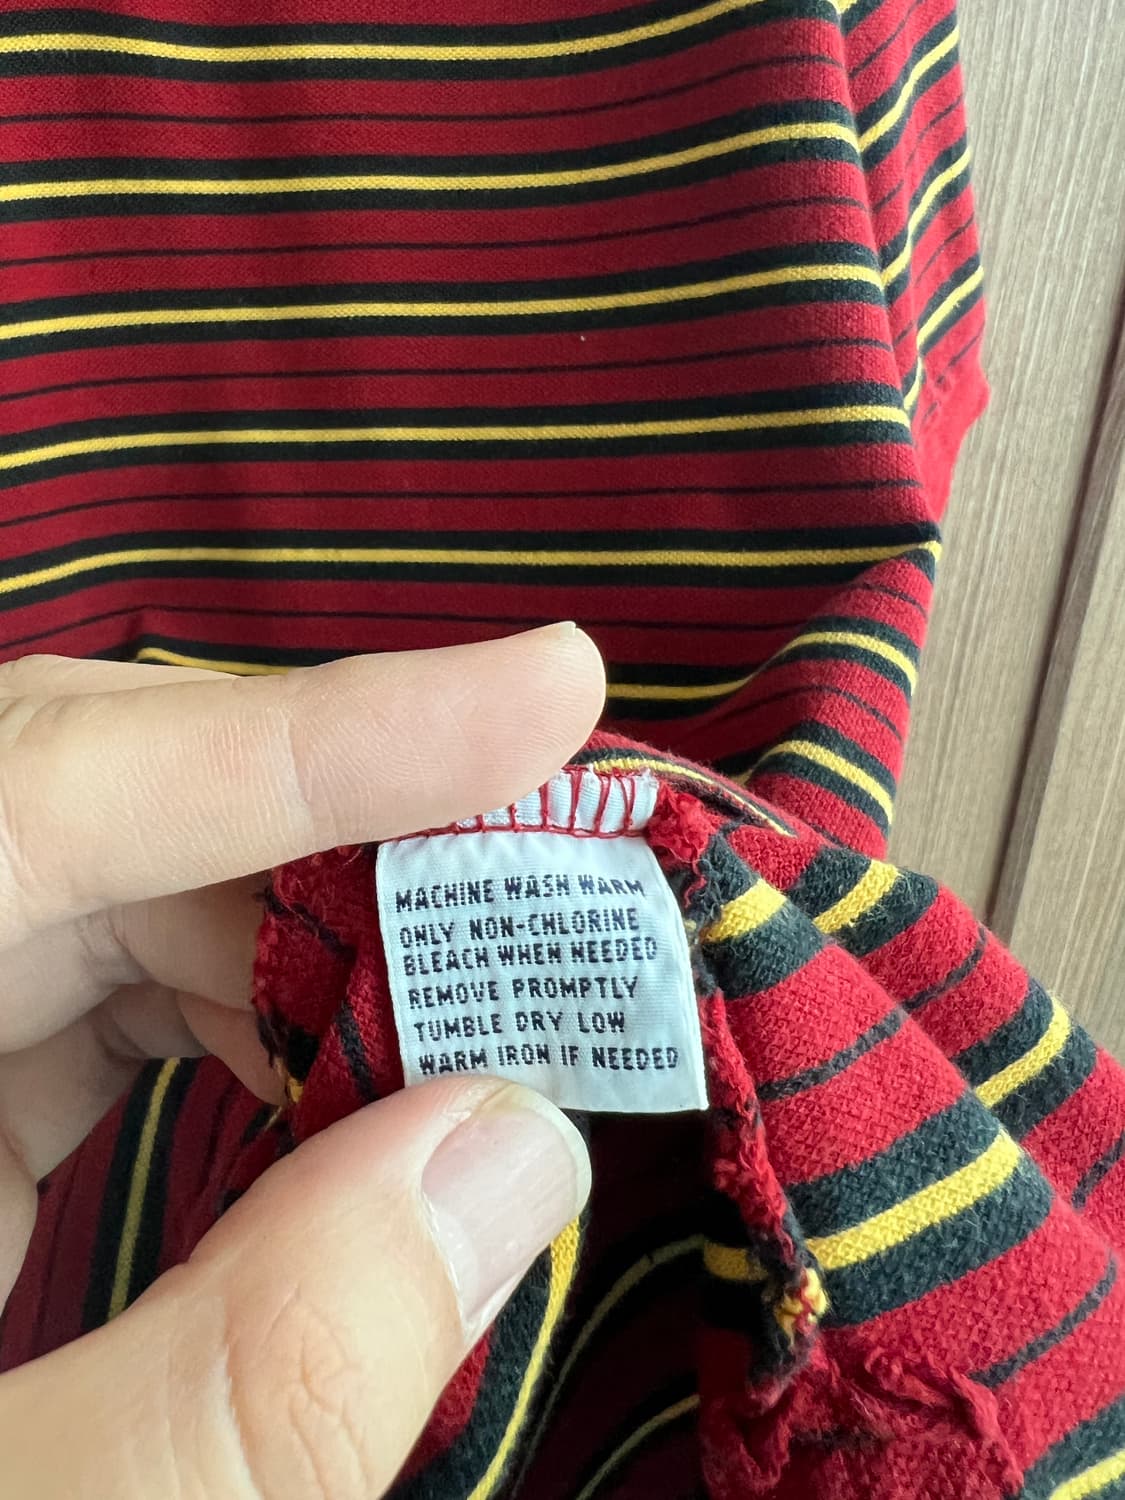 MACHINE WASH WARM
ONLY NON-CHLORINE
BLEACH WHEN NEEDED
REMOVE PROMPTLY
TUMBLE DRY LOW
WARM IRON IF NEEDED